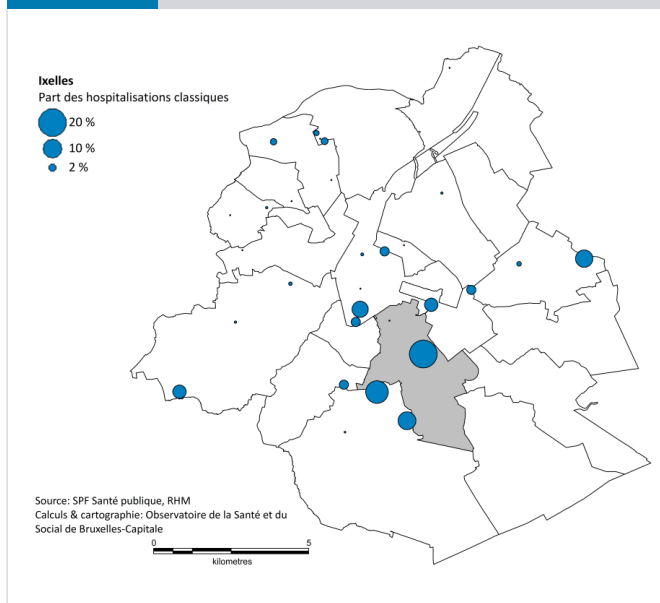 Ixelles
Part des hospitalisations classiques
20 %
10 %
2 %
Source: SPF Santé publique, RHM
Calculs & cartographie: Observatoire de la Santé et du
Social de Bruxelles-Capitale
0 5
kilometres